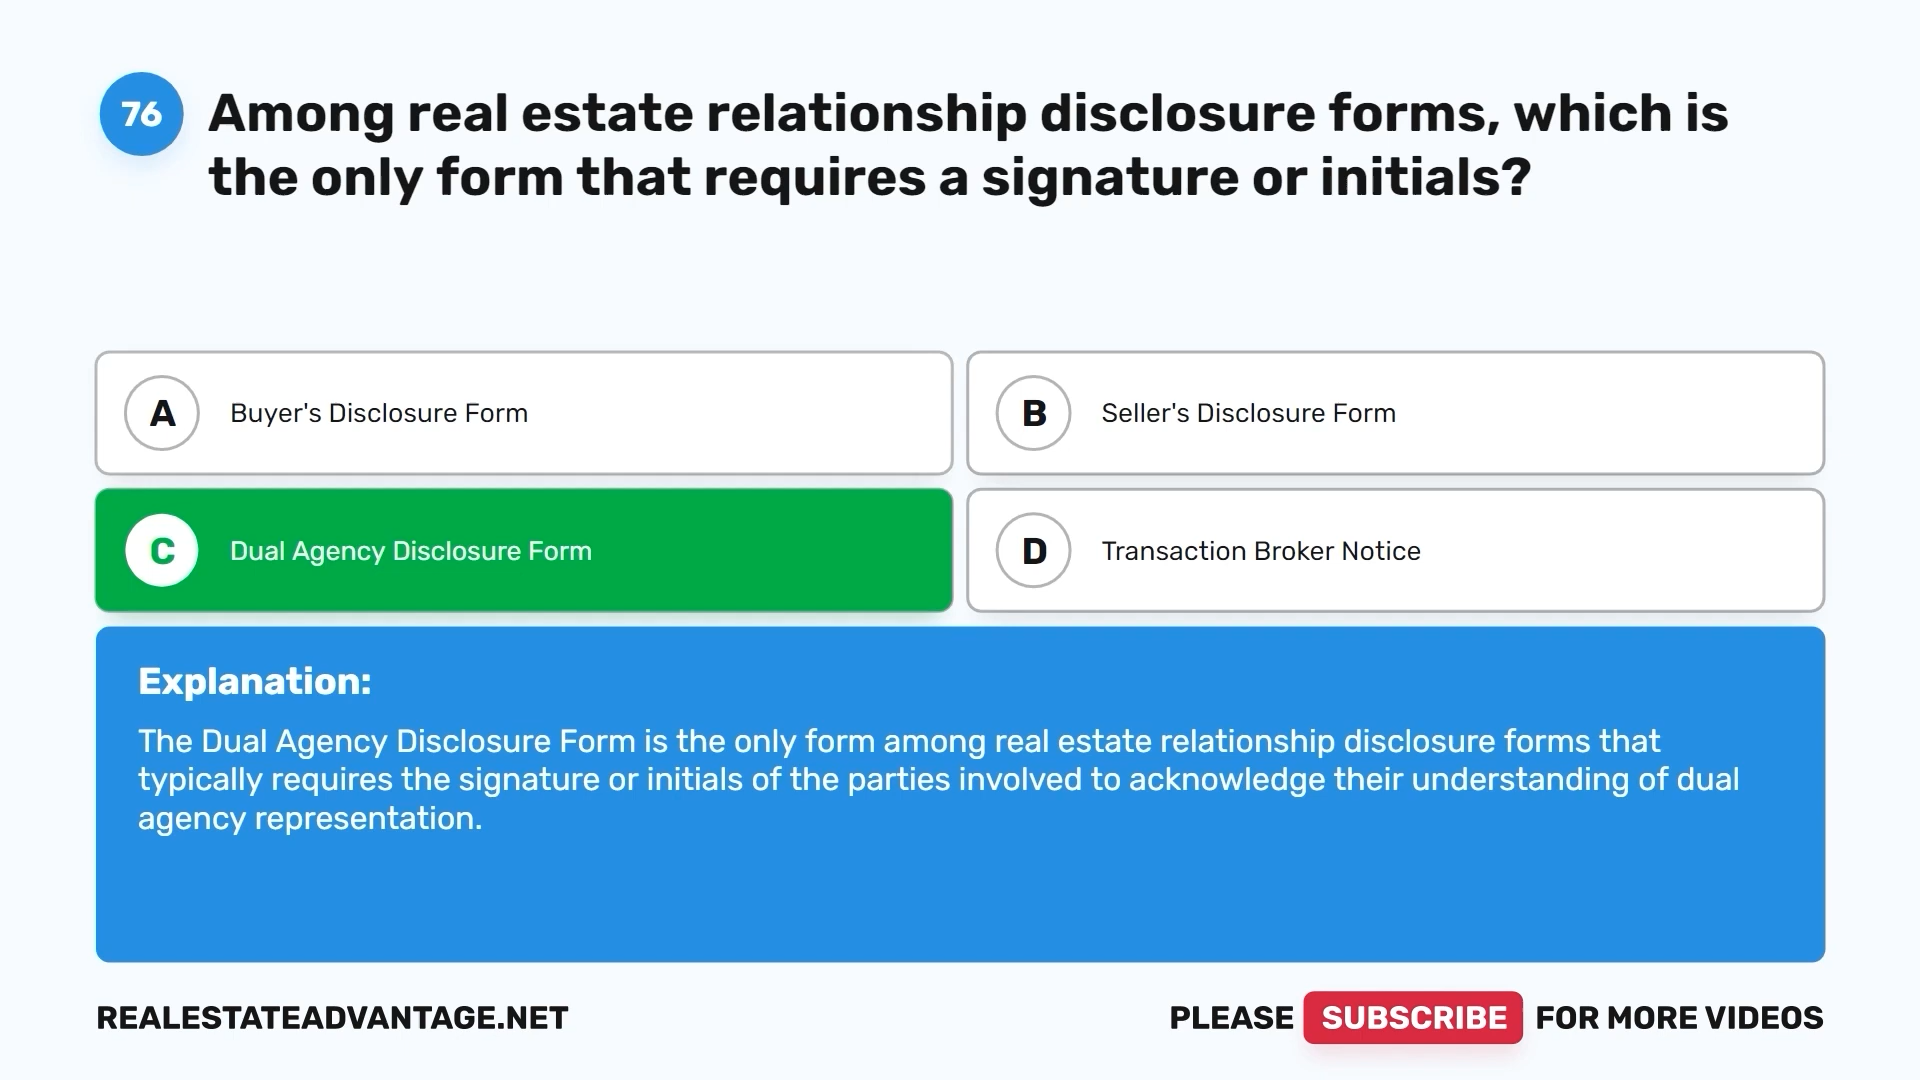 76
Among real estate relationship disclosure forms, which is
the only form that requires a signature or initials?
A
Buyer's Disclosure Form
B
Seller's Disclosure Form
C
Dual Agency Disclosure Form
D
Transaction Broker Notice
Explanation:
The Dual Agency Disclosure Form is the only form among real estate relationship disclosure forms that
typically requires the signature or initials of the parties involved to acknowledge their understanding of dual
agency representation.
REALESTATEADVANTAGE.NET
PLEASE SUBSCRIBE FOR MORE VIDEOS